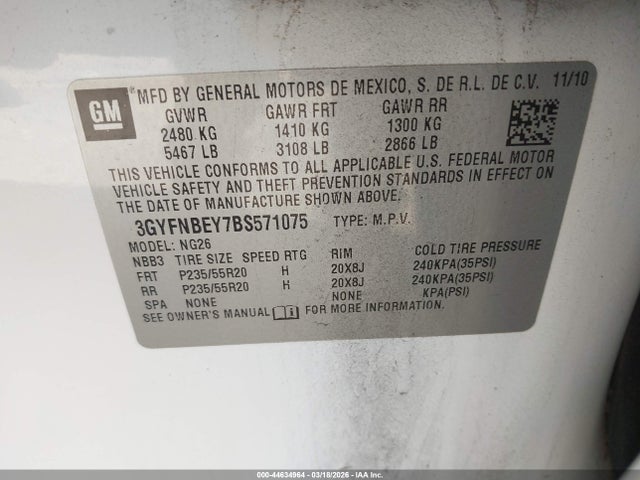 GM
MFD BY GENERAL MOTORS DE MEXICO, S. DE R.L. DE C.V. 11/10
GVWR GAWR FRT GAWR RR
2480 KG 1410 KG 1300 KG
5467 LB 3108 LB 2866 LB
THIS VEHICLE CONFORMS TO ALL APPLICABLE U.S. FEDERAL MOTOR
VEHICLE SAFETY AND THEFT PREVENTION STANDARDS IN EFFECT ON
THE DATE OF MANUFACTURE SHOWN ABOVE.
3GYFNBEY7BS571075 TYPE: M.P.V.
MODEL: NG26
NBB3 TIRE SIZE SPEED RTG RIM COLD TIRE PRESSURE
FRT P235/55R20 H 20X8J 240KPA(35PSI)
RR P235/55R20 H 20X8J 240KPA(35PSI)
SPA NONE NONE KPA(PSI)
SEE OWNER'S MANUAL FOR MORE INFORMATION.
000-44634964 | 03/18/2026 | IAA Inc.